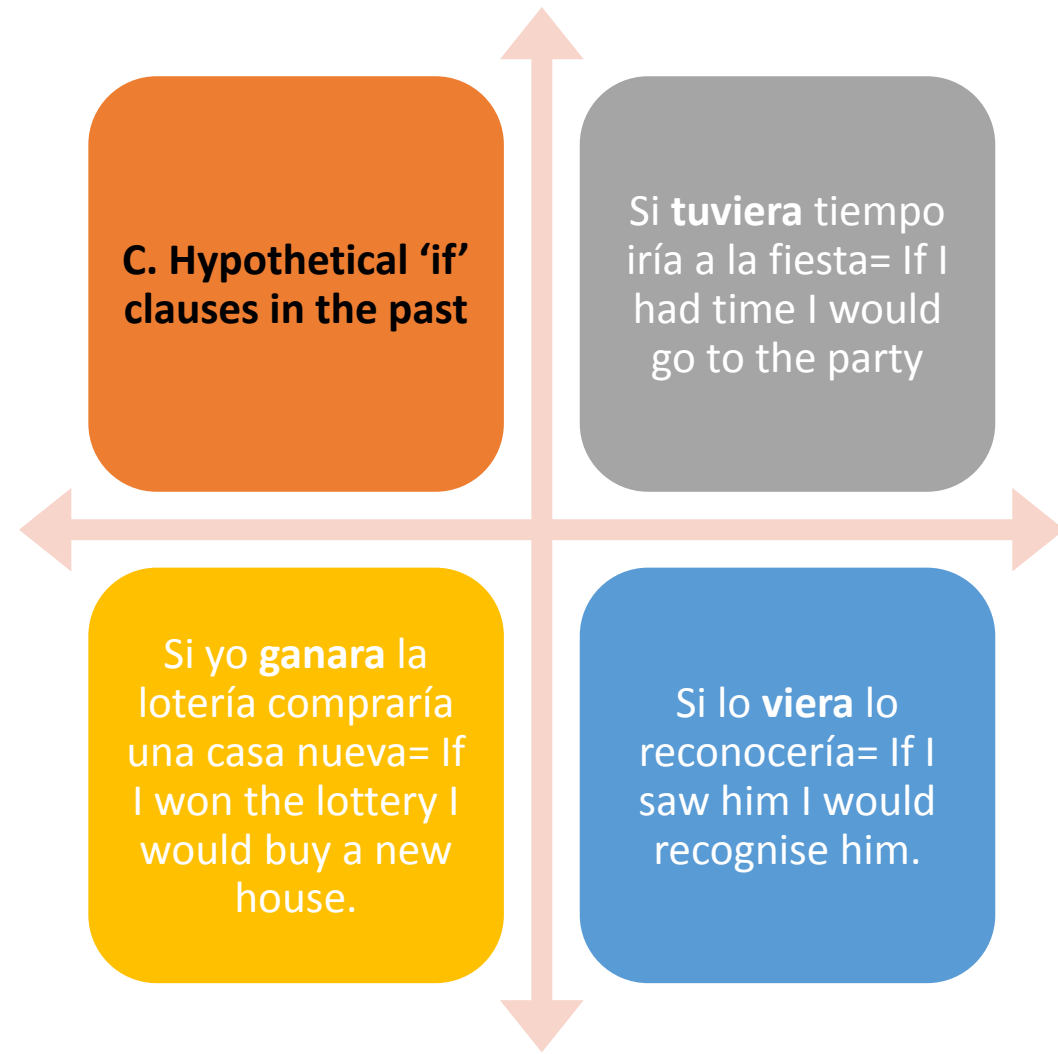 C. Hypothetical ‘if’
clauses in the past
Si tuviera tiempo
iría a la fiesta= If I
had time I would
go to the party
Si yo ganara la
lotería compraría
una casa nueva= If
I won the lottery I
would buy a new
house.
Si lo viera lo
reconocería= If I
saw him I would
recognise him.